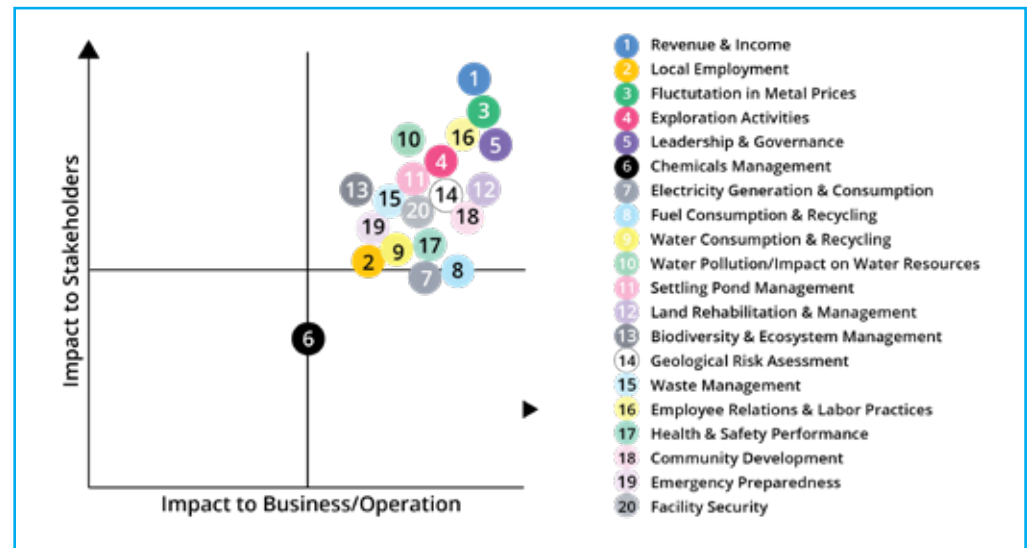 Impact to Stakeholders
1
3
16
5
10
4
11
14
12
13
15
20
18
19
17
9
2
7
8
6
Impact to Business/Operation
1 Revenue & Income
2 Local Employment
3 Fluctutation in Metal Prices
4 Exploration Activities
5 Leadership & Governance
6 Chemicals Management
7 Electricity Generation & Consumption
8 Fuel Consumption & Recycling
9 Water Consumption & Recycling
10 Water Pollution/Impact on Water Resources
11 Settling Pond Management
12 Land Rehabilitation & Management
13 Biodiversity & Ecosystem Management
14 Geological Risk Asessment
15 Waste Management
16 Employee Relations & Labor Practices
17 Health & Safety Performance
18 Community Development
19 Emergency Preparedness
20 Facility Security